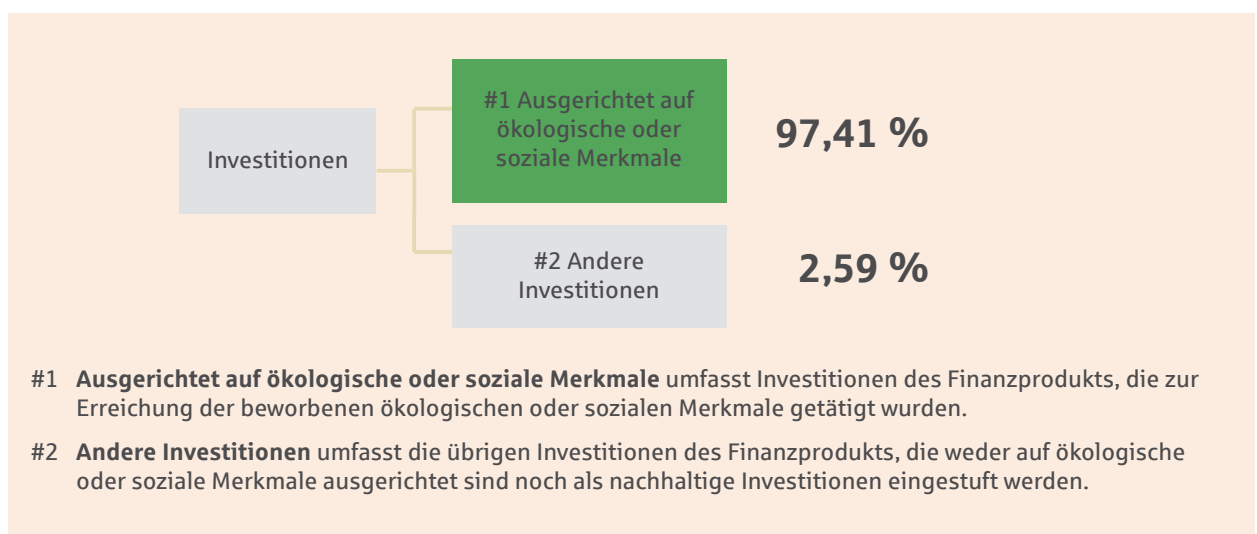 #1 Ausgerichtet auf
ökologische oder
soziale Merkmale
97,41 %
Investitionen
#2 Andere
Investitionen
2,59 %
#1 Ausgerichtet auf ökologische oder soziale Merkmale umfasst Investitionen des Finanzprodukts, die zur
Erreichung der beworbenen ökologischen oder sozialen Merkmale getätigt wurden.
#2 Andere Investitionen umfasst die übrigen Investitionen des Finanzprodukts, die weder auf ökologische
oder soziale Merkmale ausgerichtet sind noch als nachhaltige Investitionen eingestuft werden.